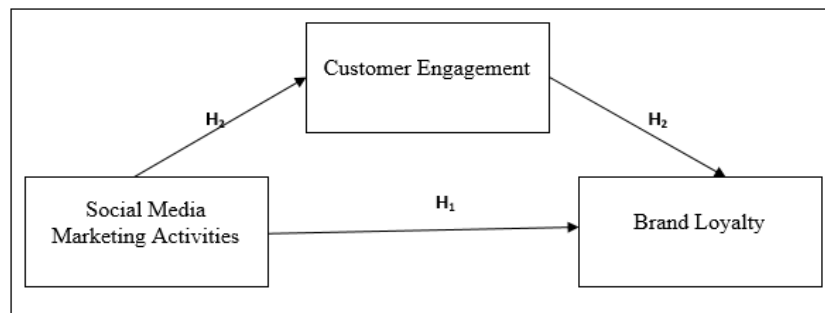 Customer Engagement
H₂
H₂
Social Media
Marketing Activities
H₁
Brand Loyalty